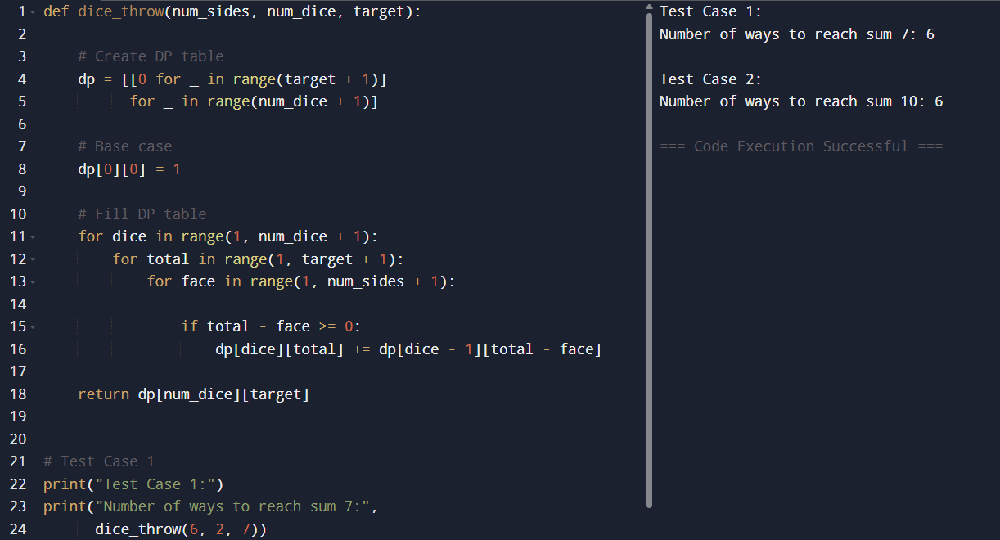 1 def dice_throw(num_sides, num_dice, target):
2
3     # Create DP table
4     dp = [[0 for _ in range(target + 1)]
5           for _ in range(num_dice + 1)]
6
7     # Base case
8     dp[0][0] = 1
9
10     # Fill DP table
11     for dice in range(1, num_dice + 1):
12         for total in range(1, target + 1):
13             for face in range(1, num_sides + 1):
14
15                 if total - face >= 0:
16                     dp[dice][total] += dp[dice - 1][total - face]
17
18     return dp[num_dice][target]
19
20
21 # Test Case 1
22 print("Test Case 1:")
23 print("Number of ways to reach sum 7:",
24       dice_throw(6, 2, 7))
Test Case 1:
Number of ways to reach sum 7: 6
Test Case 2:
Number of ways to reach sum 10: 6
=== Code Execution Successful ===